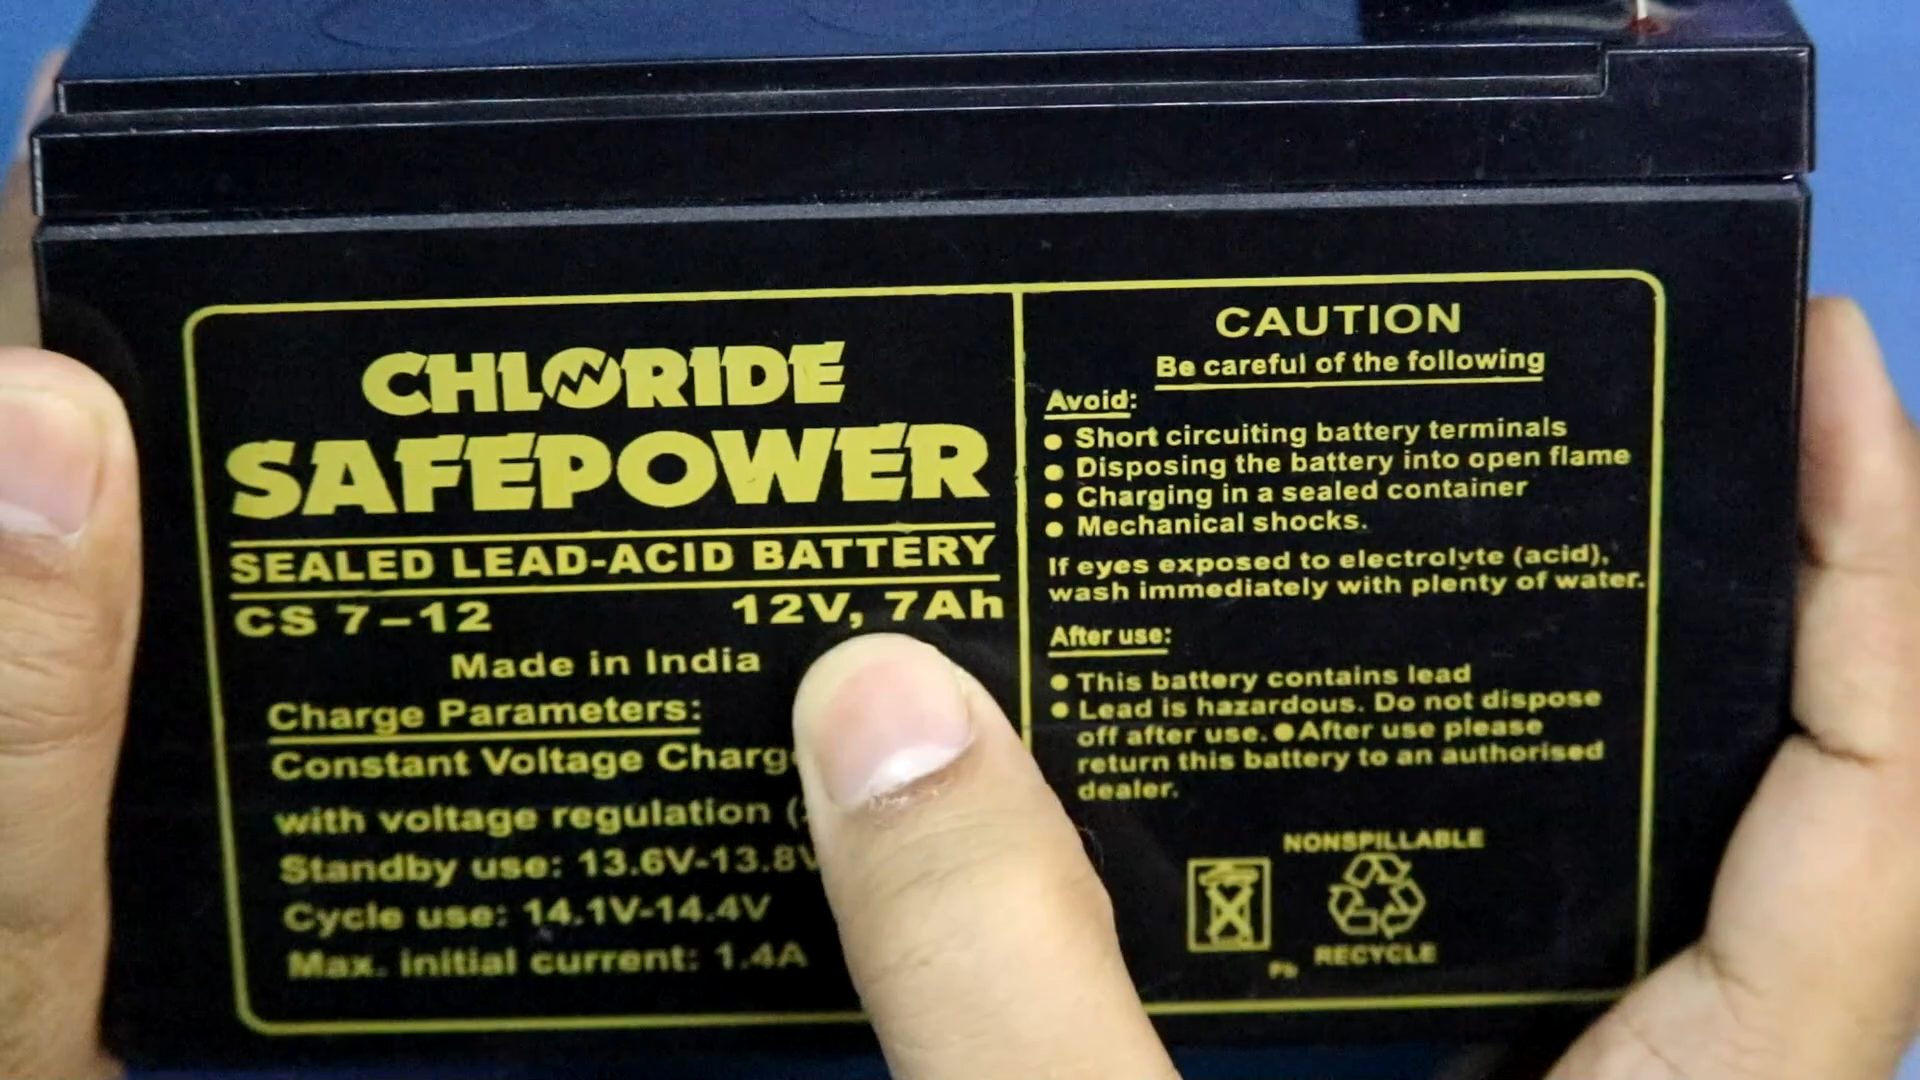 CHLORIDE
SAFEPOWER
SEALED LEAD-ACID BATTERY
CS 7-12 12V, 7Ah
Made in India
Charge Parameters:
Constant Voltage
with voltage regulation
Standby use: 13.6V-13.8V
Cycle use: 14.1V-14.4V
Max. initial current: 1.4A
CAUTION
Be careful of the following
Avoid:
● Short circuiting battery terminals
● Disposing the battery into open flame
● Charging in a sealed container
● Mechanical shocks.
If eyes exposed to electrolyte (acid),
wash immediately with plenty of water.
After use:
● This battery contains lead
● Lead is hazardous. Do not dispose
off after use. ● After use please
return this battery to an authorised
dealer.
NONSPILLABLE
Pb RECYCLE